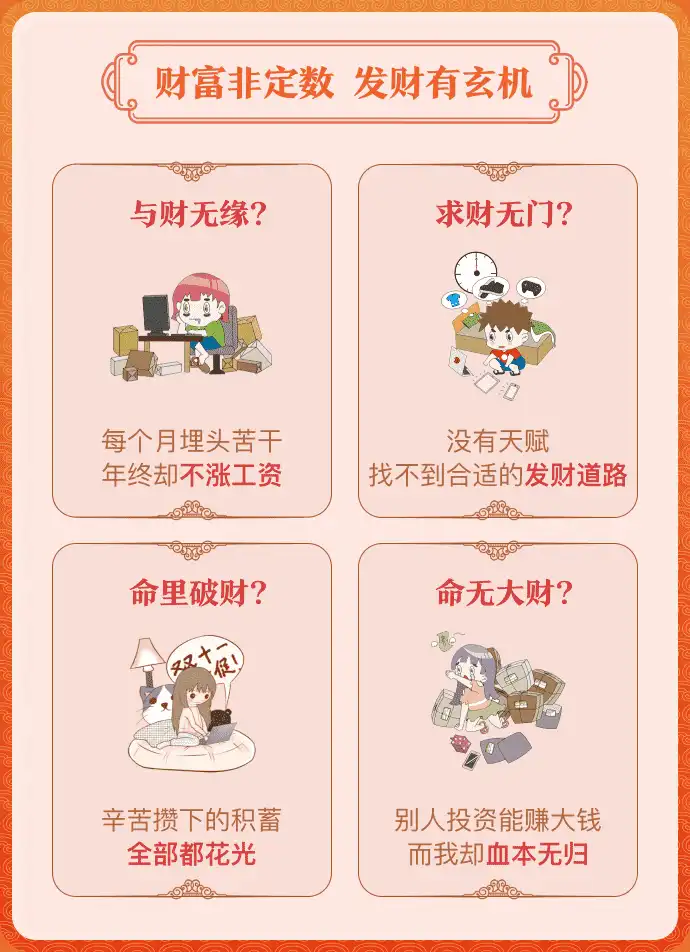 财富非定数 发财有玄机
与财无缘?
每个月埋头苦干
年终却不涨工资
求财无门?
没有天赋
找不到合适的发财道路
命里破财?
双十一
促!
辛苦攒下的积蓄
全部都花光
命无大财?
别人投资能赚大钱
而我却血本无归